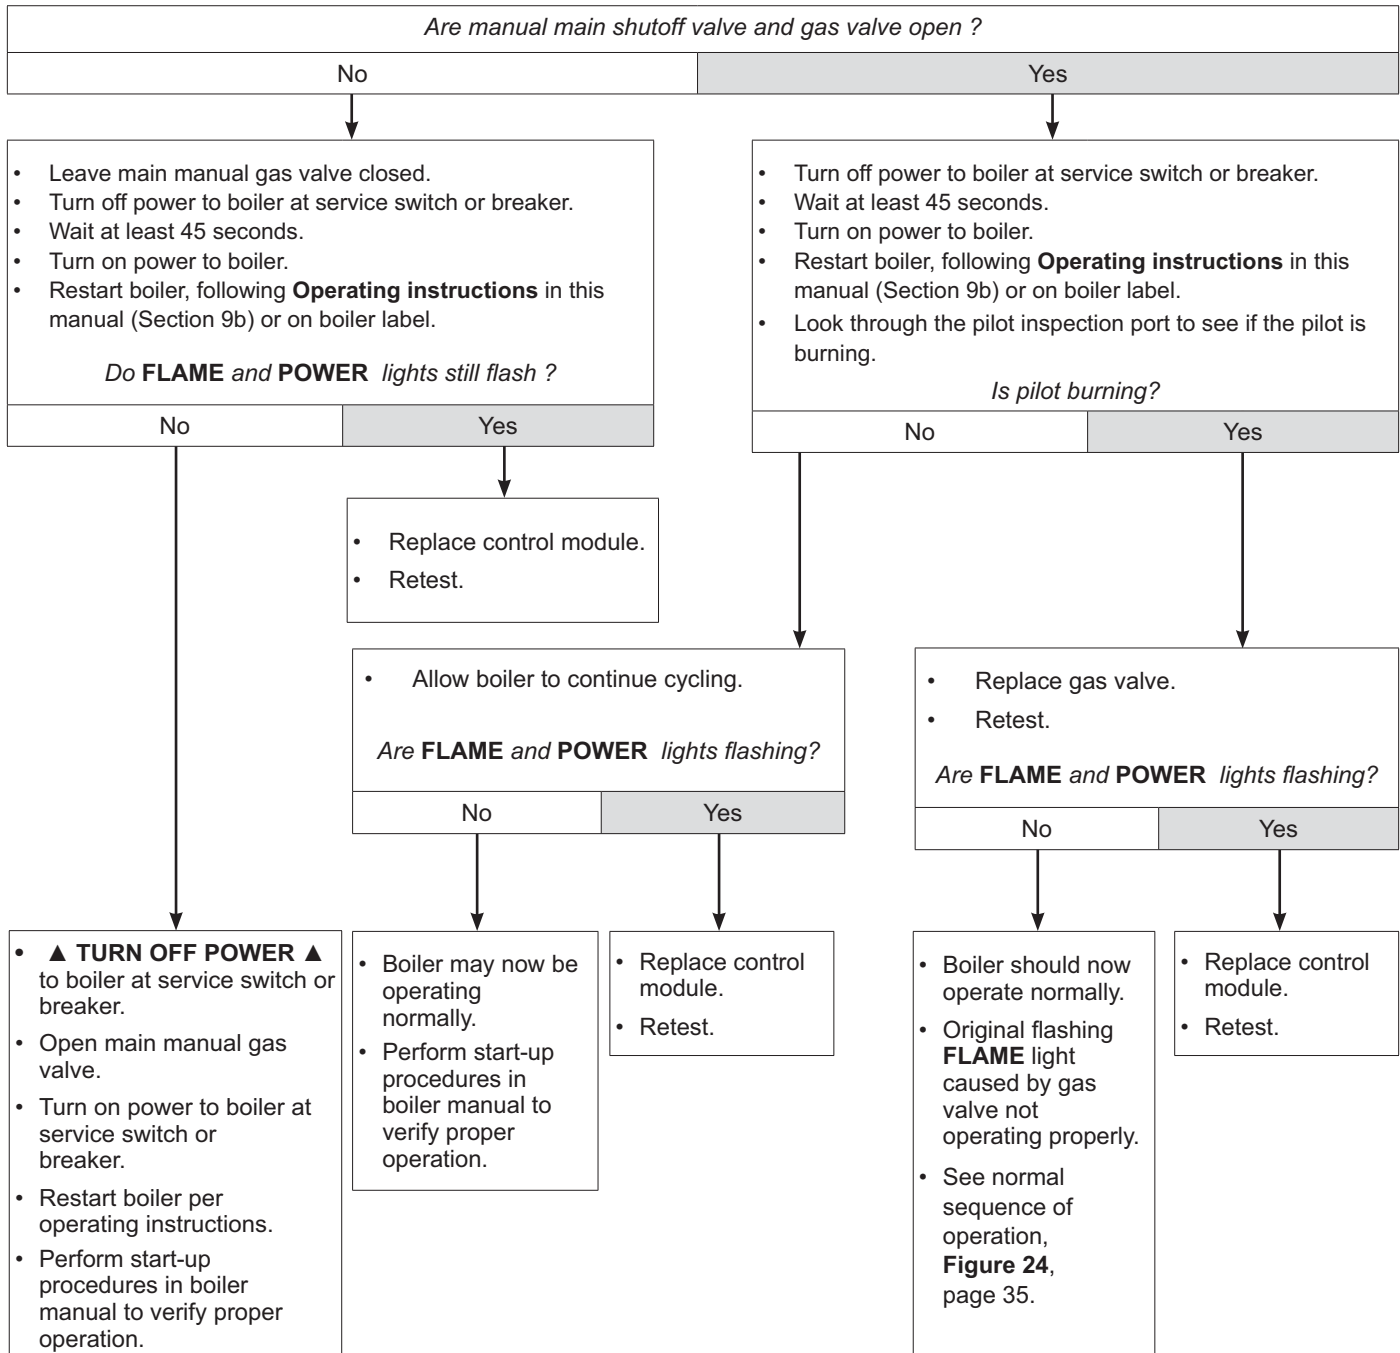 Are manual main shutoff valve and gas valve open ?
No
Yes
• Leave main manual gas valve closed.
• Turn off power to boiler at service switch or breaker.
• Wait at least 45 seconds.
• Turn on power to boiler.
• Restart boiler, following Operating instructions in this
manual (Section 9b) or on boiler label.
Do FLAME and POWER lights still flash ?
No
Yes
• Turn off power to boiler at service switch or breaker.
• Wait at least 45 seconds.
• Turn on power to boiler.
• Restart boiler, following Operating instructions in this
manual (Section 9b) or on boiler label.
• Look through the pilot inspection port to see if the pilot is
burning.
Is pilot burning?
No
Yes
• Replace control module.
• Retest.
• Allow boiler to continue cycling.
Are FLAME and POWER lights flashing?
No
Yes
• Replace gas valve.
• Retest.
Are FLAME and POWER lights flashing?
No
Yes
• ▲ TURN OFF POWER ▲
to boiler at service switch or
breaker.
• Open main manual gas
valve.
• Turn on power to boiler at
service switch or
breaker.
• Restart boiler per
operating instructions.
• Perform start-up
procedures in boiler
manual to verify proper
operation.
• Boiler may now be
operating
normally.
• Perform start-up
procedures in
boiler manual to
verify proper
operation.
• Replace control
module.
• Retest.
• Boiler should now
operate normally.
• Original flashing
FLAME light
caused by gas
valve not
operating properly.
• See normal
sequence of
operation,
Figure 24,
page 35.
• Replace control
module.
• Retest.